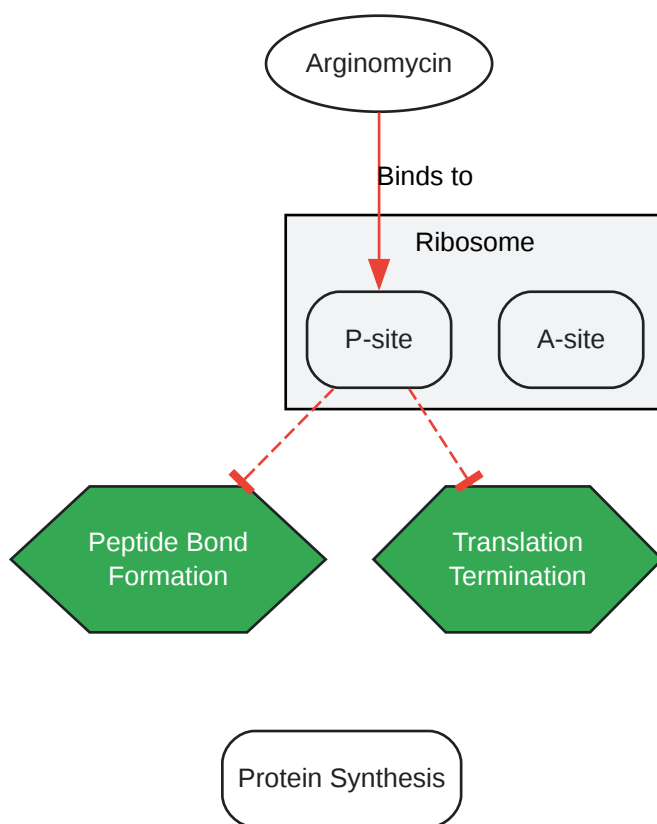 Arginomycin
Binds to
Ribosome
P-site
A-site
Peptide Bond
Formation
Translation
Termination
Protein Synthesis